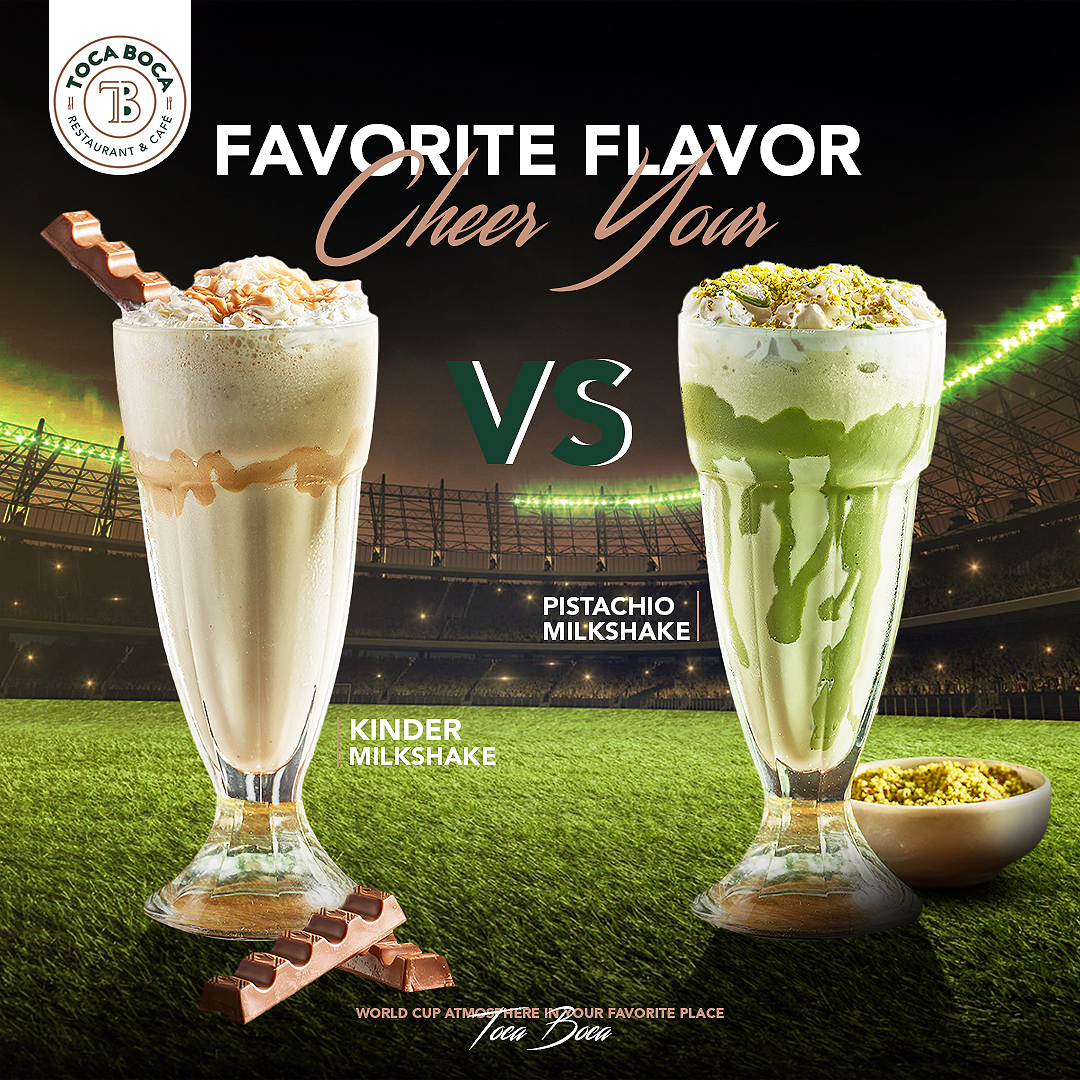 TOCA BOCA
TB
RESTAURANT & CAFÉ
FAVORITE FLAVOR
Cheer Your
VS
PISTACHIO
MILKSHAKE
KINDER
MILKSHAKE
WORLD CUP ATMOSTHERE IN YOUR FAVORITE PLACE
Toca Boca